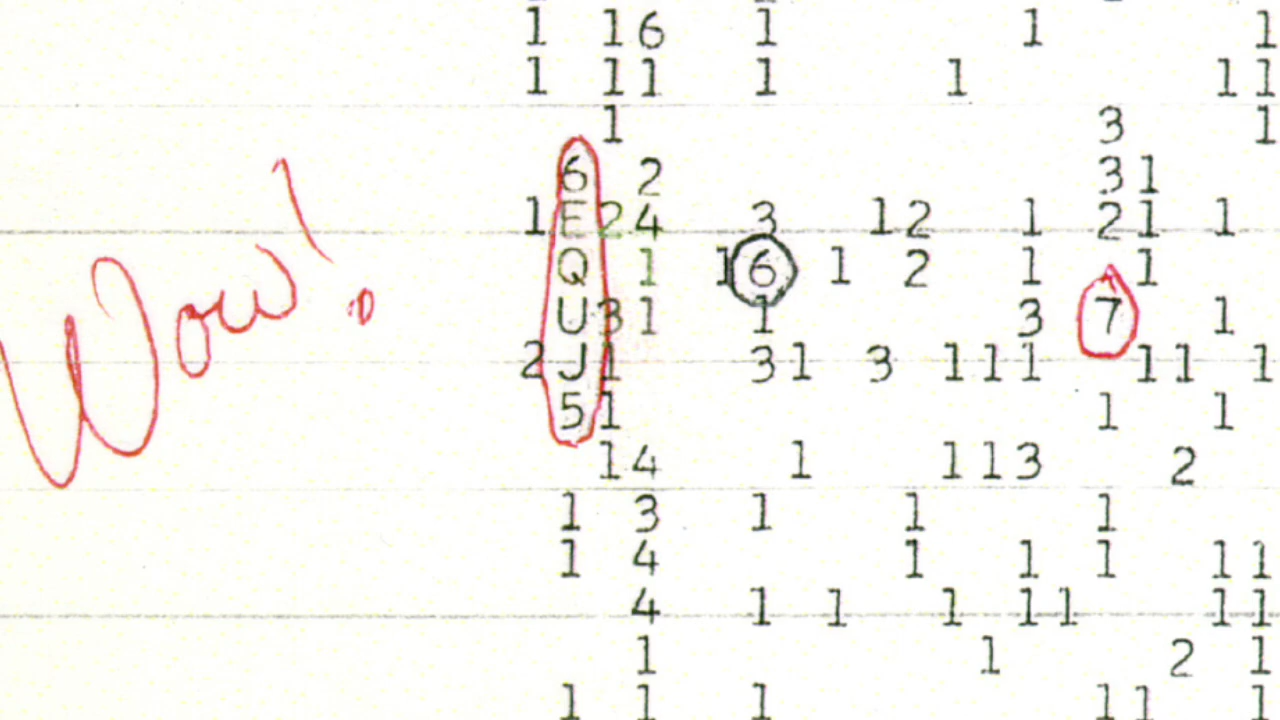 1 16 1 1 1
1 11 1 1 11
1 3 1
6 2 31
1E24 3 12 1 21 1
Q 1 16 1 2 1 1
U31 1 3 7 1
2J1 31 3 111 11 1
51 1 1
14 1 113 2
1 3 1 1 1
1 4 1 1 1 11
4 1 1 1 11 11
1 1 2 1
1 1 1 11 1
Wow!